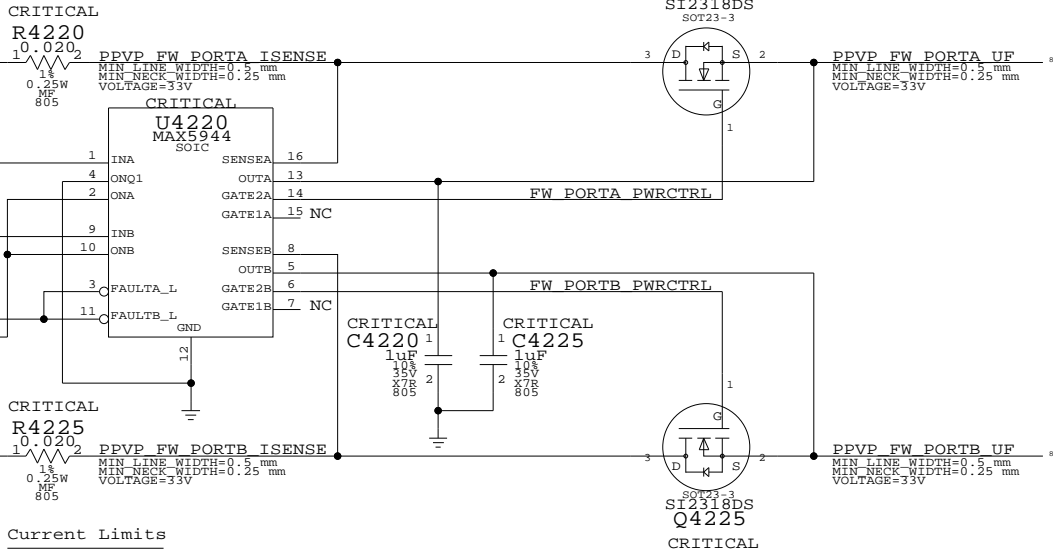 CRITICAL
R4220
0.020
1 2
1%
0.25W
MF
805
PPVP_FW_PORTA_ISENSE
MIN_LINE_WIDTH=0.5 mm
MIN_NECK_WIDTH=0.25 mm
VOLTAGE=33V
SI2318DS
SOT23-3
3 D S 2
G
1
PPVP_FW_PORTA_UF
MIN_LINE_WIDTH=0.5 mm
MIN_NECK_WIDTH=0.25 mm
VOLTAGE=33V
8
CRITICAL
U4220
MAX5944
SOIC
1 INA
4 ONQ1
2 ONA
9 INB
10 ONB
3 FAULTA_L
11 FAULTB_L
GND
12
SENSEA 16
OUTA 13
GATE2A 14
GATE1A 15 NC
SENSEB 8
OUTB 5
GATE2B 6
GATE1B 7 NC
FW_PORTA_PWRCTRL
FW_PORTB_PWRCTRL
CRITICAL
C4220
1uF
10%
35V
X7R
805
1
2
CRITICAL
C4225
1uF
10%
35V
X7R
805
1
2
CRITICAL
R4225
0.020
1 2
1%
0.25W
MF
805
PPVP_FW_PORTB_ISENSE
MIN_LINE_WIDTH=0.5 mm
MIN_NECK_WIDTH=0.25 mm
VOLTAGE=33V
1
G
3 D S 2
SOT23-3
SI2318DS
Q4225
CRITICAL
PPVP_FW_PORTB_UF
MIN_LINE_WIDTH=0.5 mm
MIN_NECK_WIDTH=0.25 mm
VOLTAGE=33V
8
Current Limits